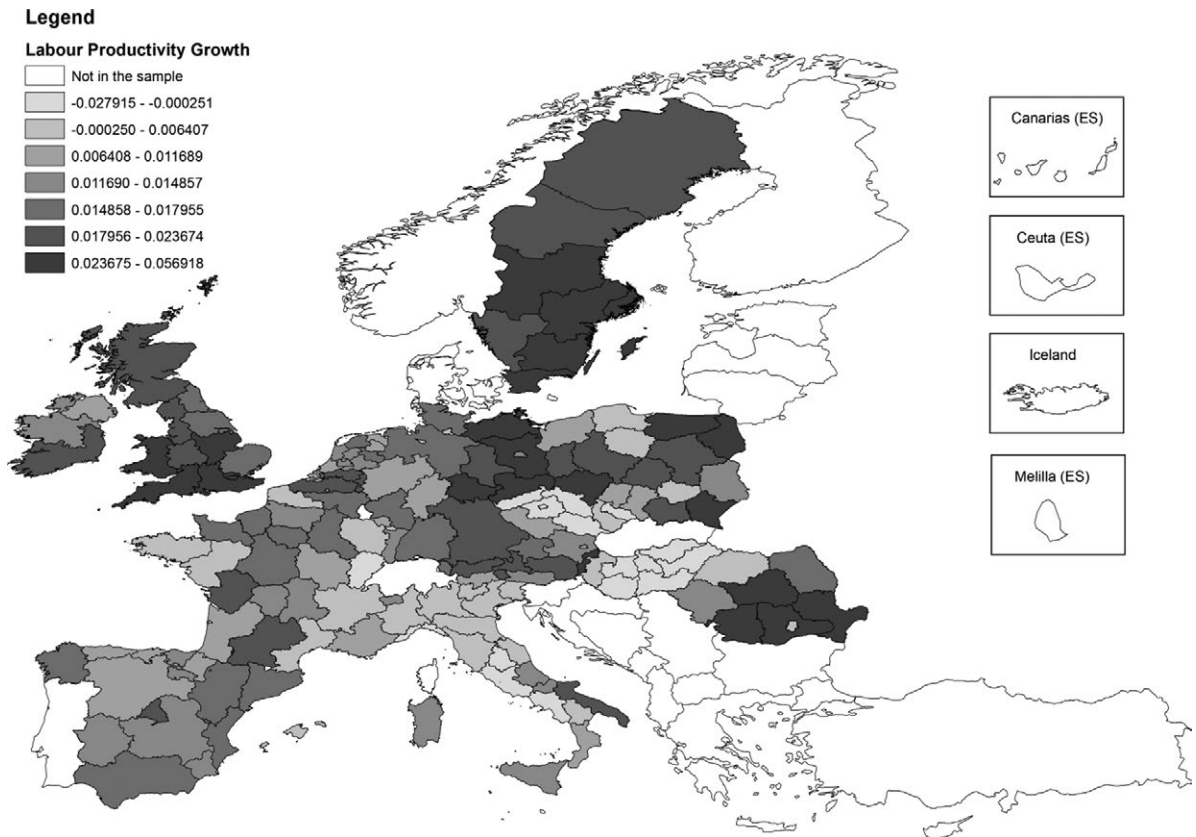 Legend
Labour Productivity Growth
Not in the sample
-0.027915 - -0.000251
-0.000250 - 0.006407
0.006408 - 0.011689
0.011690 - 0.014857
0.014858 - 0.017955
0.017956 - 0.023674
0.023675 - 0.056918
Canarias (ES)
Ceuta (ES)
Iceland
Melilla (ES)